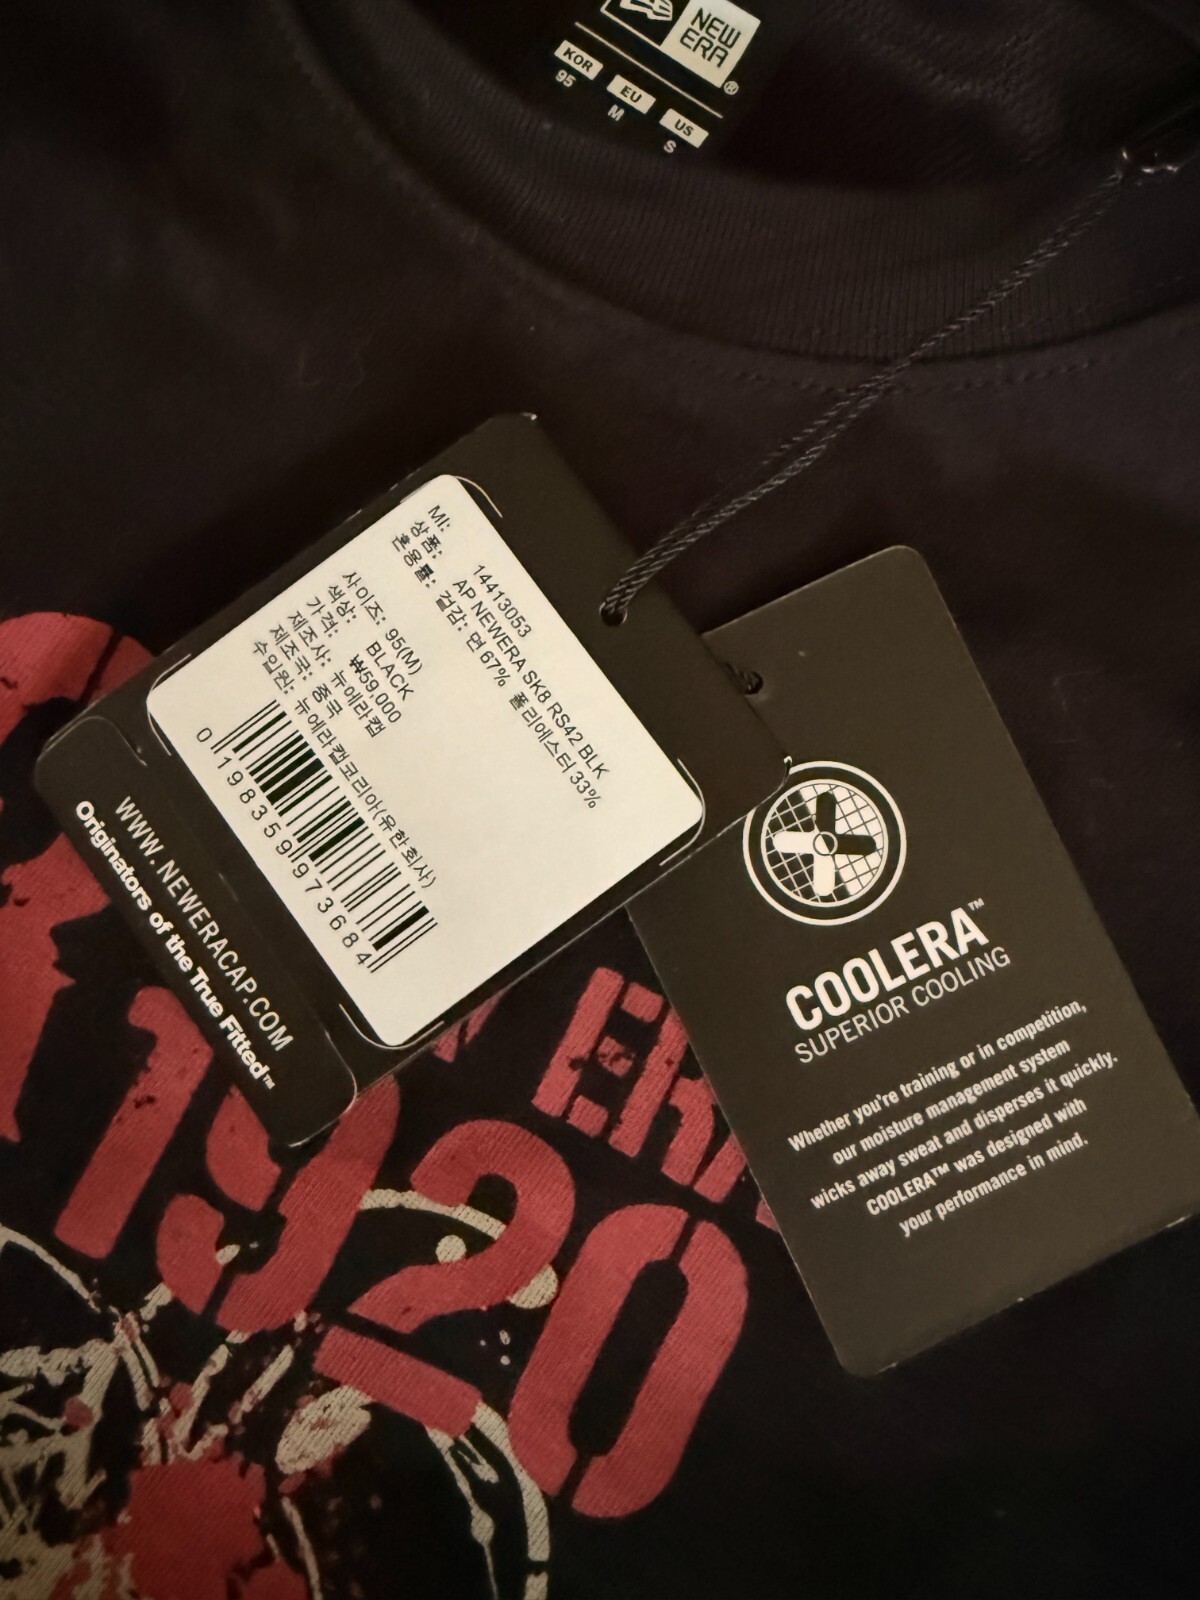 NEW
ERA
®
KOR
EU
US
95
M
S
MI: 14413053
상품: AP NEWERA SK8 RS42 BLK
혼용률: 겉감: 면 67% 폴리에스터 33%
사이즈: 95(M)
색상: BLACK
가격: ₩59,000
제조사: 뉴에라캡
제조국: 중국
수입원: 뉴에라캡코리아(유한회사)
0 198359 973684
WWW.NEWERACAP.COM
Originators of the True Fitted™
COOLERA™
SUPERIOR COOLING
Whether you're training or in competition,
our moisture management system
wicks away sweat and disperses it quickly.
COOLERA™ was designed with
your performance in mind.
1920